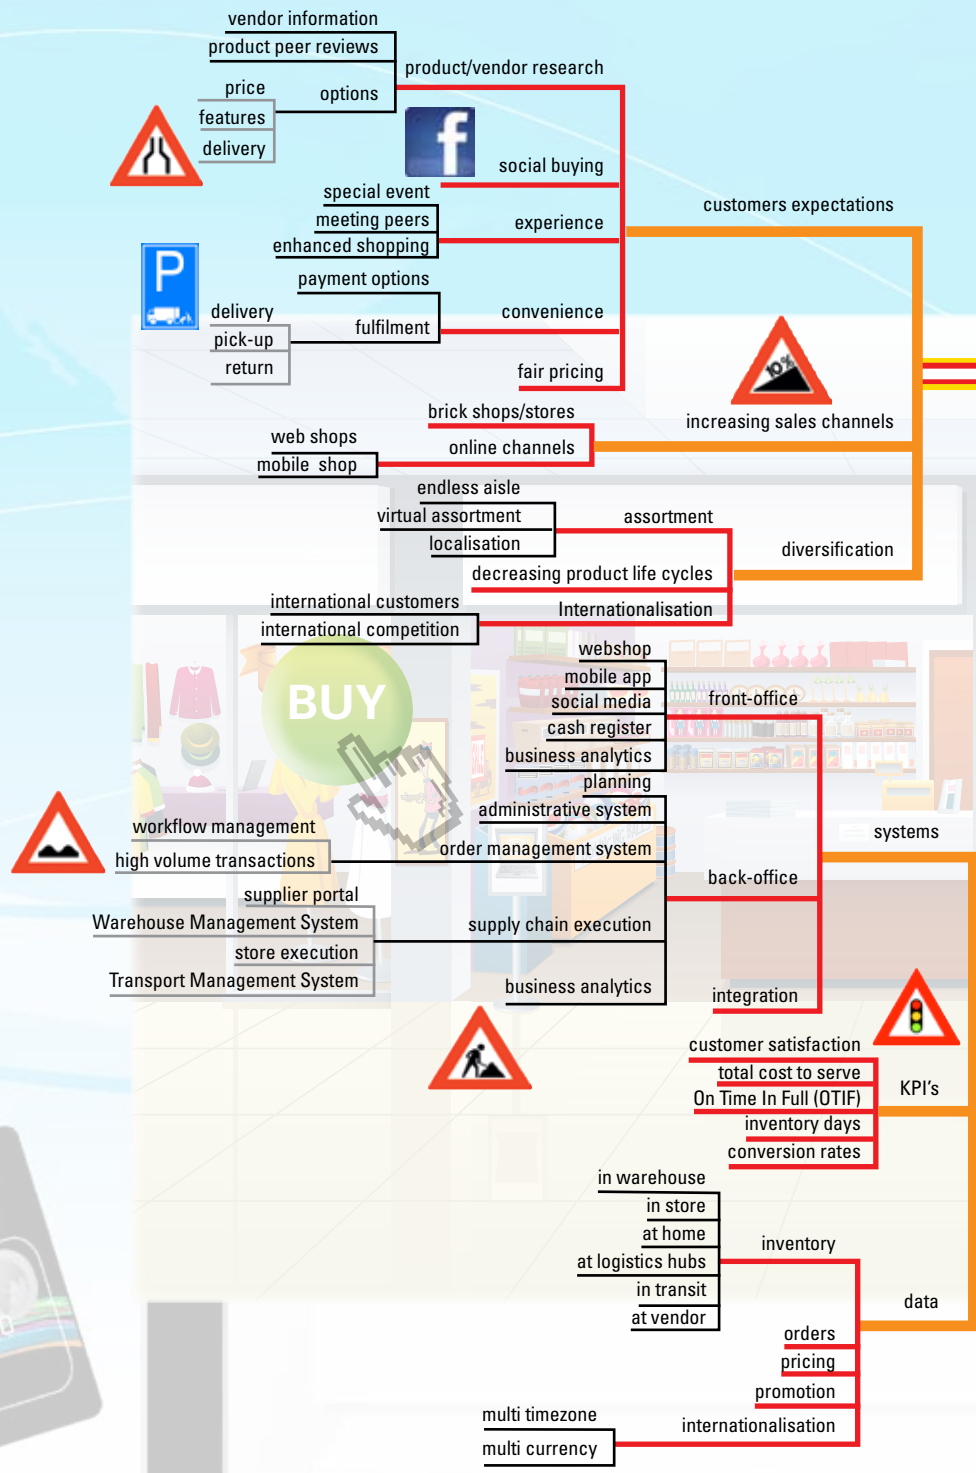 vendor information
product peer reviews
product/vendor research
price
options
features
delivery
f
social buying
special event
meeting peers
experience
enhanced shopping
customers expectations
P
payment options
convenience
delivery
fulfilment
pick-up
return
fair pricing
10%
brick shops/stores
increasing sales channels
web shops
online channels
mobile shop
endless aisle
virtual assortment
assortment
localisation
diversification
decreasing product life cycles
international customers
Internationalisation
international competition
webshop
mobile app
social media
front-office
cash register
business analytics
BUY
planning
administrative system
workflow management
order management system
systems
high volume transactions
back-office
supplier portal
Warehouse Management System
supply chain execution
store execution
Transport Management System
business analytics
integration
customer satisfaction
total cost to serve
KPI's
On Time In Full (OTIF)
inventory days
conversion rates
in warehouse
in store
at home
inventory
at logistics hubs
in transit
data
at vendor
orders
pricing
promotion
multi timezone
internationalisation
multi currency